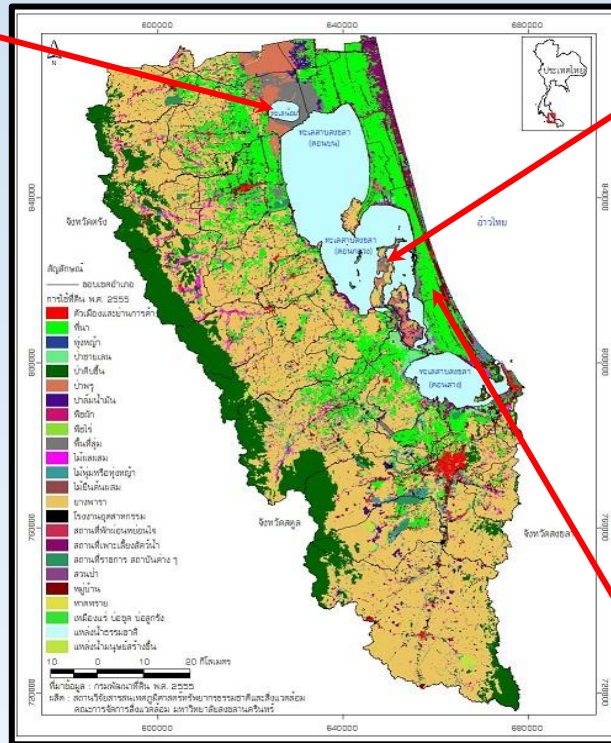 600000 640000 680000
N
ประเทศไทย
ทะเลน้อย
ทะเลสาบสงขลา
(ตอนบน)
840000 840000
จังหวัดตรัง
อ่าวไทย
ทะเลสาบสงขลา
(ตอนกลาง)
สัญลักษณ์
ขอบเขตอำเภอ
การใช้ที่ดิน พ.ศ. 2555
ตัวเมืองและย่านการค้า
ที่นา
ทุ่งหญ้า
ป่าชายเลน
ป่าดิบชื้น
ป่าพรุ
ปาล์มน้ำมัน
พืชผัก
พืชไร่
พื้นที่ลุ่ม
ไม้ผลผสม
ไม้พุ่มหรือทุ่งหญ้า
ไม้ยืนต้นผสม
ยางพารา
โรงงานอุตสาหกรรม
สถานที่พักผ่อนหย่อนใจ
สถานที่เพาะเลี้ยงสัตว์น้ำ
สถานที่ราชการ สถาบันต่าง ๆ
สวนป่า
หมู่บ้าน
หาดทราย
เหมืองแร่ บ่อขุด บ่อลูกรัง
แหล่งน้ำธรรมชาติ
แหล่งน้ำมนุษย์สร้างขึ้น
800000 800000
ทะเลสาบสงขลา
(ตอนล่าง)
760000 760000
จังหวัดสตูล
จังหวัดสงขลา
10 0 10 20 กิโลเมตร
ที่มาข้อมูล : กรมพัฒนาที่ดิน พ.ศ. 2555
ผลิต : สถานวิจัยสารสนเทศภูมิศาสตร์ทรัพยากรธรรมชาติและสิ่งแวดล้อม
คณะการจัดการสิ่งแวดล้อม มหาวิทยาลัยสงขลานครินทร์
720000 720000
600000 640000 680000